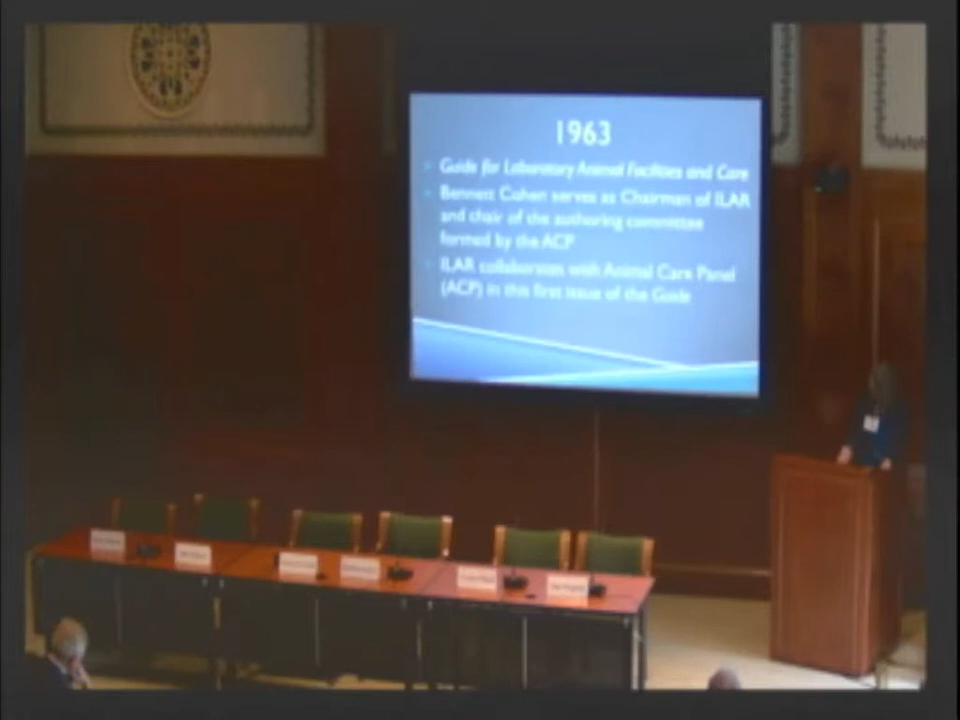 1963
Guide for Laboratory Animal Facilities and Care
Bennett Cohen serves as Chairman of ILAR
and chair of the authoring committee
formed by the ACP
ILAR collaborates with Animal Care Panel
(ACP) in this first issue of the Guide